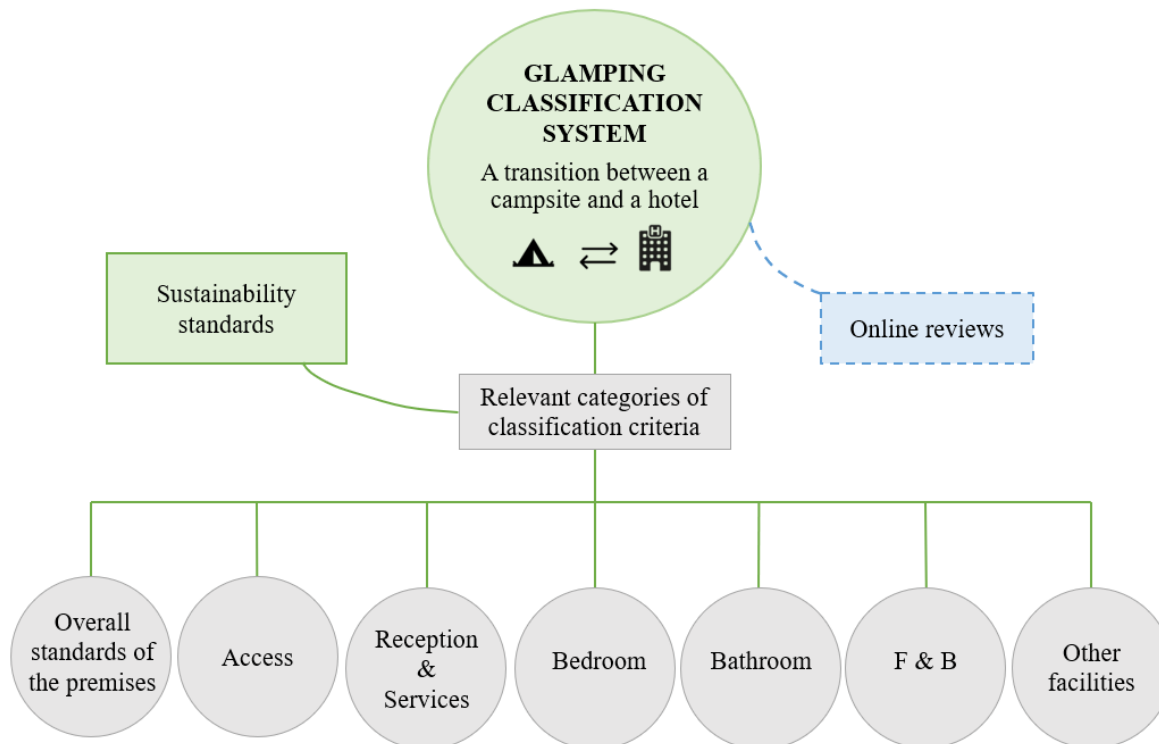 GLAMPING
CLASSIFICATION
SYSTEM
A transition between a
campsite and a hotel
H
Sustainability
standards
Online reviews
Relevant categories of
classification criteria
Overall
standards of
the premises
Access
Reception
&
Services
Bedroom
Bathroom
F & B
Other
facilities